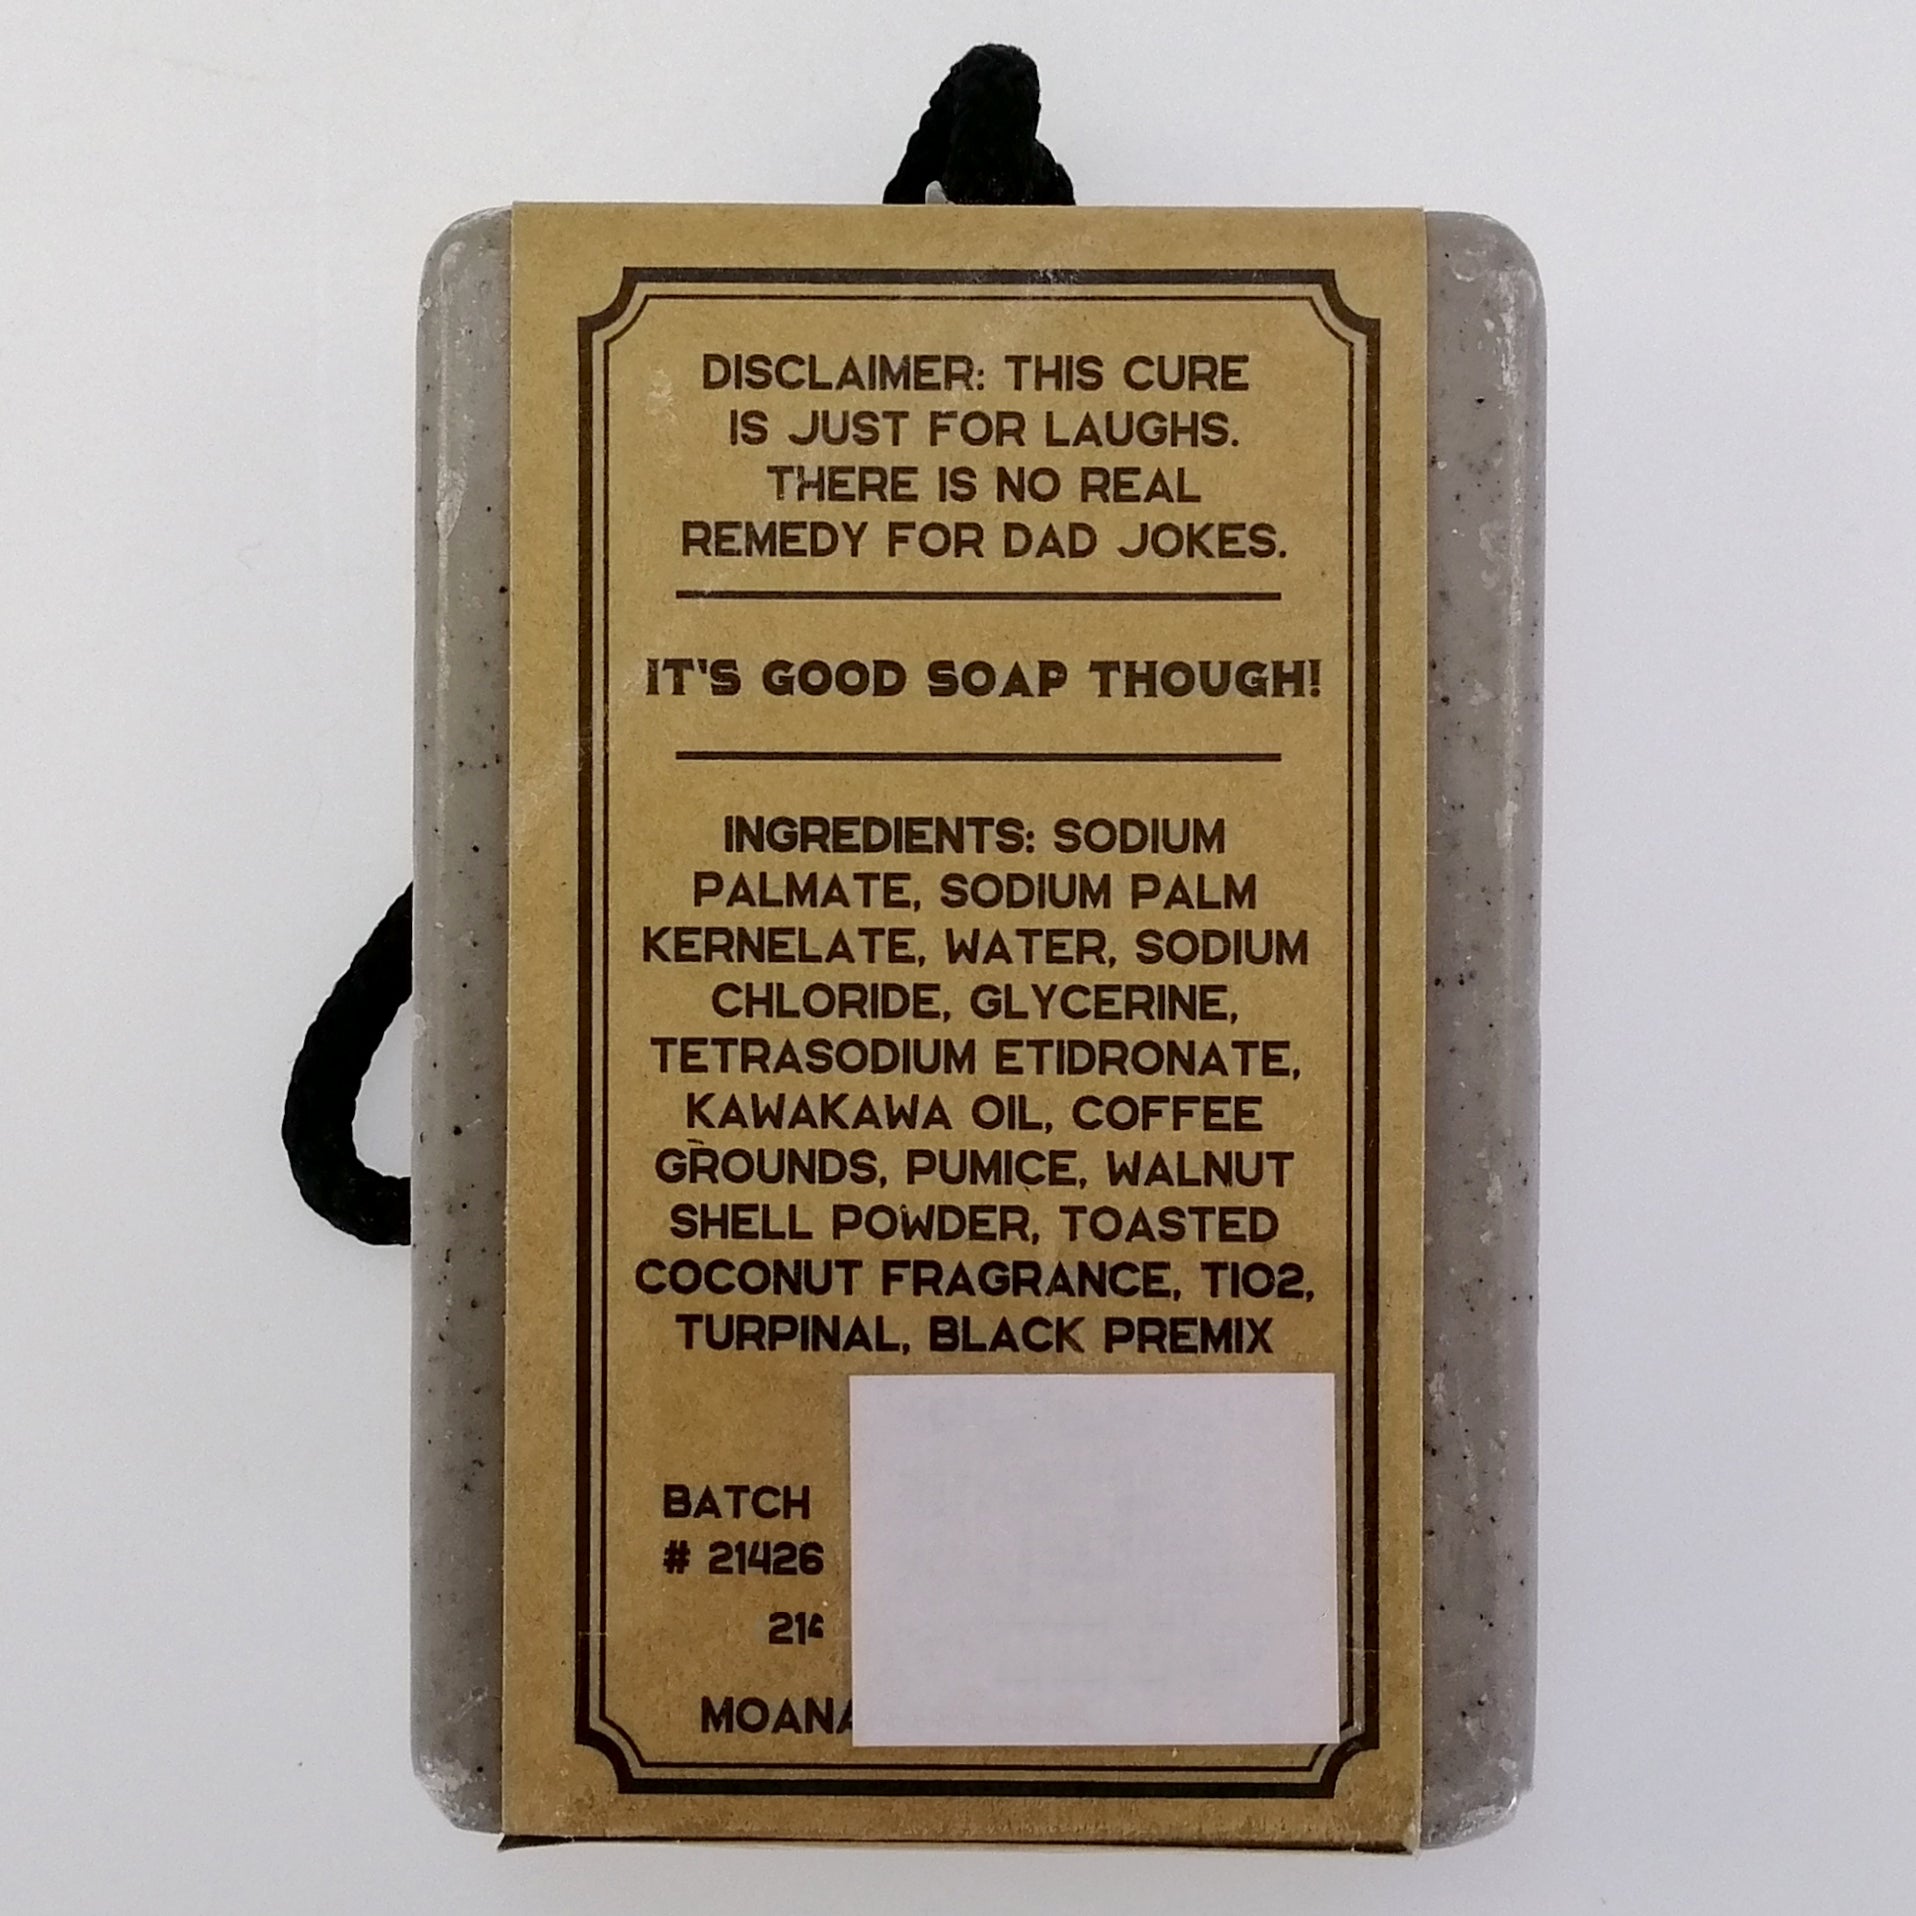 DISCLAIMER: THIS CURE
IS JUST FOR LAUGHS.
THERE IS NO REAL
REMEDY FOR DAD JOKES.
IT'S GOOD SOAP THOUGH!
INGREDIENTS: SODIUM
PALMATE, SODIUM PALM
KERNELATE, WATER, SODIUM
CHLORIDE, GLYCERINE,
TETRASODIUM ETIDRONATE,
KAWAKAWA OIL, COFFEE
GROUNDS, PUMICE, WALNUT
SHELL POWDER, TOASTED
COCONUT FRAGRANCE, TIO2,
TURPINAL, BLACK PREMIX
BATCH
# 21426
MOANA